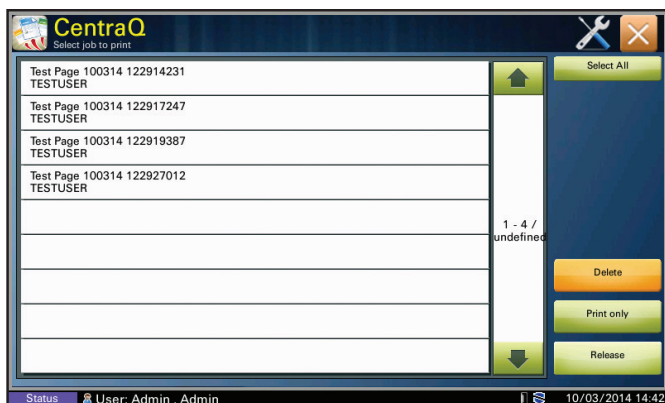 CentraQ
Select job to print
Select All
Test Page 100314 122914231
TESTUSER
Test Page 100314 122917247
TESTUSER
Test Page 100314 122919387
TESTUSER
Test Page 100314 122927012
TESTUSER
1 - 4 /
undefined
Delete
Print only
Release
Status
User: Admin , Admin
10/03/2014 14:42